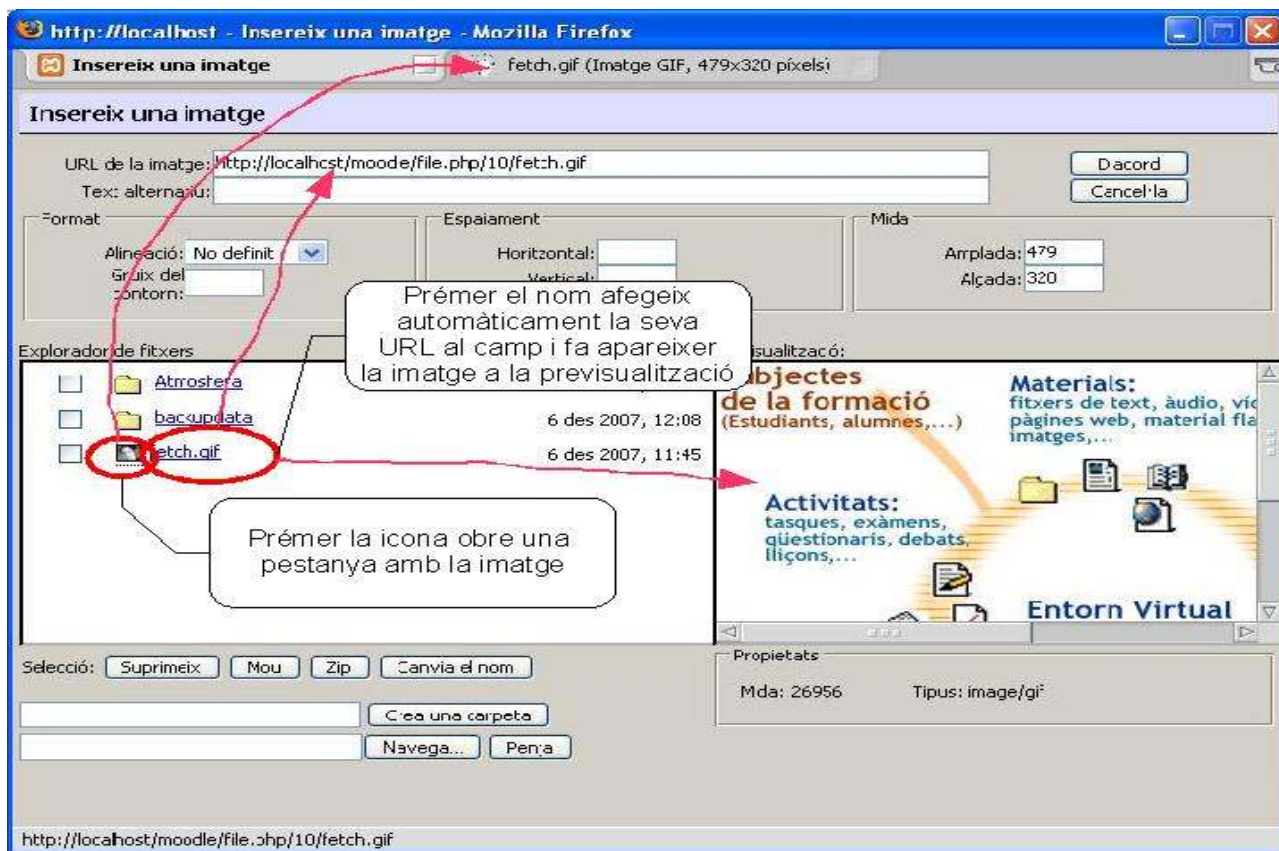 http://localhost - Insereix una imatge - Mozilla Firefox
Insereix una imatge
fetch.gif (Imatge GIF, 479x320 píxels)
Insereix una imatge
URL de la imatge: http://localhost/moodle/file.php/10/fetch.gif
Dacord
Text alternatiu:
Cancel·la
Format
Espaiament
Mida
Alineació: No definit
Horitzontal:
Amplada: 479
Gruix del
contorn:
Vertical:
Alçada: 320
Prémer el nom afegeix
automàticament la seva
URL al camp i fa apareixer
la imatge a la previsualització
Explorador de fitxers
isualització:
Atmosfera
backupdata
6 des 2007, 12:08
fetch.gif
6 des 2007, 11:45
Prémer la icona obre una
pestanya amb la imatge
bjectes
de la formació
(Estudiants, alumnes,...)
Materials:
fitxers de text, àudio, víd
pàgines web, material fla
imatges,...
Activitats:
tasques, exàmens,
qüestionaris, debats,
lliçons,...
Entorn Virtual
Selecció: Suprimeix Mou Zip Canvia el nom
Crea una carpeta
Navega... Penja
Propietats
Mida: 26956 Tipus: image/gif
http://localhost/moodle/file.php/10/fetch.gif